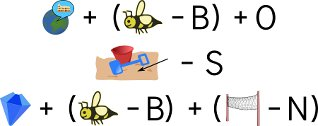 + ( - B) + O
- S
+ ( - B) + ( - N)